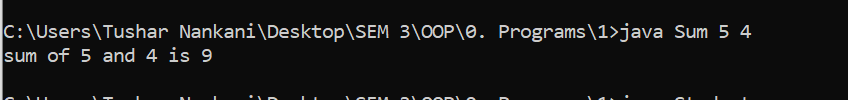 C:\Users\Tushar Nankani\Desktop\SEM 3\OOP\0. Programs\1>java Sum 5 4
sum of 5 and 4 is 9